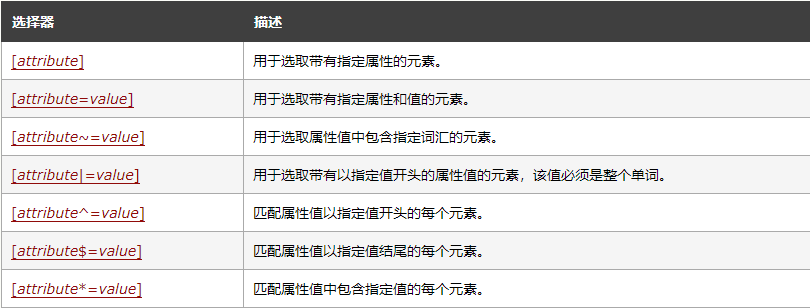 选择器 描述
[attribute] 用于选取带有指定属性的元素。
[attribute=value] 用于选取带有指定属性和值的元素。
[attribute~=value] 用于选取属性值中包含指定词汇的元素。
[attribute|=value] 用于选取带有以指定值开头的属性值的元素，该值必须是整个单词。
[attribute^=value] 匹配属性值以指定值开头的每个元素。
[attribute$=value] 匹配属性值以指定值结尾的每个元素。
[attribute*=value] 匹配属性值中包含指定值的每个元素。